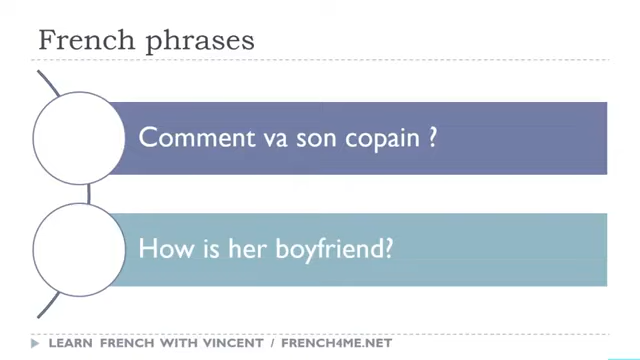 French phrases
Comment va son copain ?
How is her boyfriend?
LEARN FRENCH WITH VINCENT / FRENCH4ME.NET